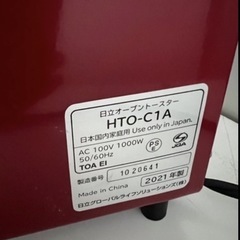 日立オーブントースター
HTO-C1A
日本国内家庭用 Use only in Japan.
AC 100V 1000W
50/60Hz
TOA EI
PS
E
JQA
製造番号 1020641
Made in China 2021年製
日立グローバルライフソリューションズ(株)